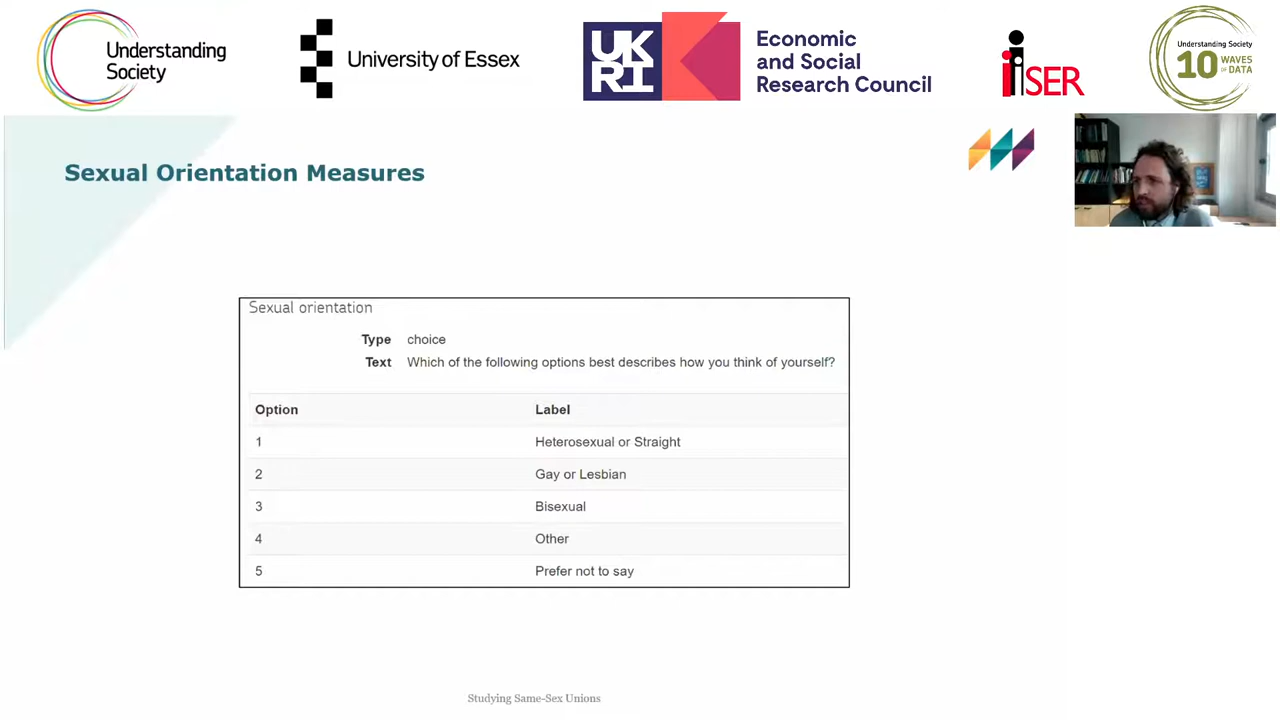 Understanding
Society
University of Essex
UK
RI
Economic
and Social
Research Council
iSER
Understanding Society
10 WAVES
OF DATA
Sexual Orientation Measures
Sexual orientation
Type choice
Text Which of the following options best describes how you think of yourself?
Option Label
1 Heterosexual or Straight
2 Gay or Lesbian
3 Bisexual
4 Other
5 Prefer not to say
Studying Same-Sex Unions